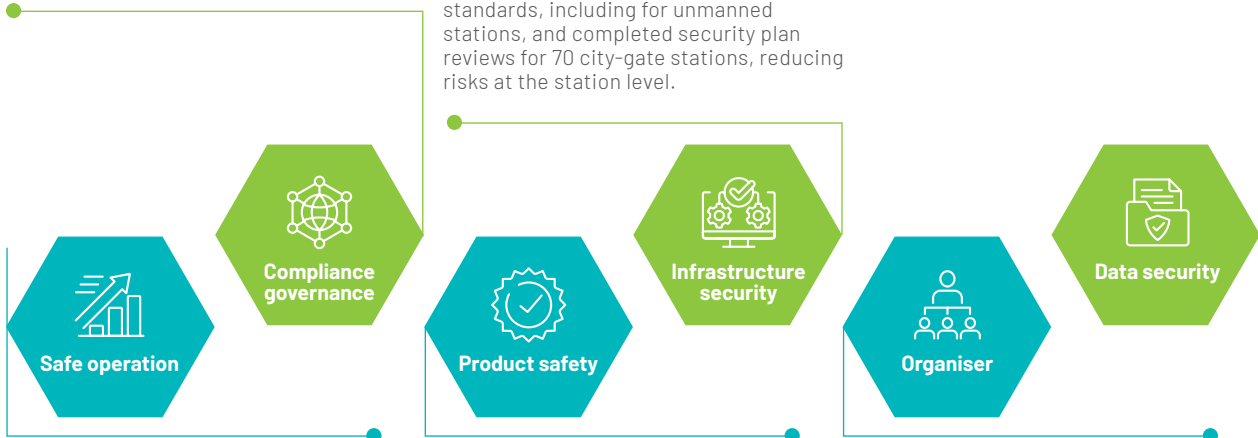 standards, including for unmanned
stations, and completed security plan
reviews for 70 city-gate stations, reducing
risks at the station level.
Compliance
governance
Infrastructure
security
Data security
Safe operation
Product safety
Organiser